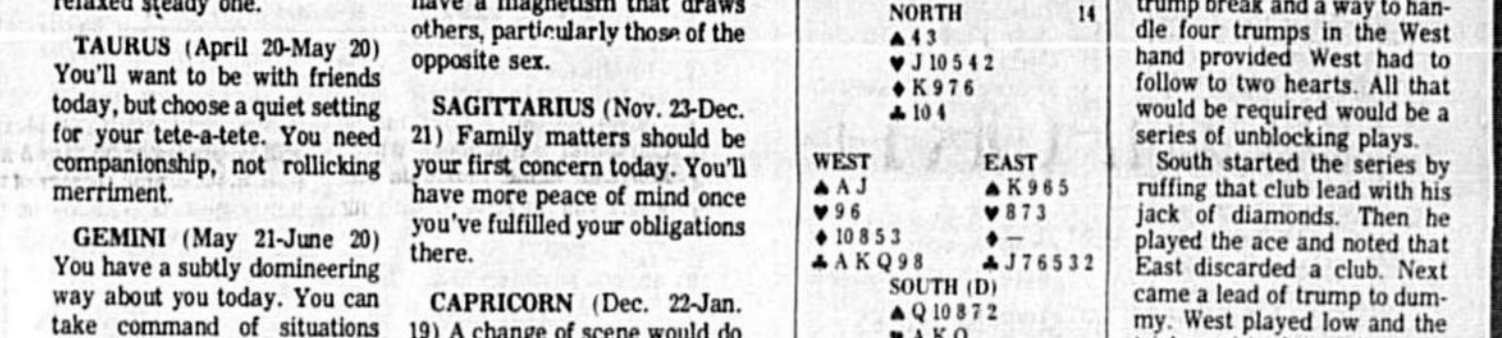 relaxed steady one.
TAURUS (April 20-May 20)
You'll want to be with friends
today, but choose a quiet setting
for your tete-a-tete. You need
companionship, not rollicking
merriment.
GEMINI (May 21-June 20)
You have a subtly domineering
way about you today. You can
take command of situations
have a magnetism that draws
others, particularly those of the
opposite sex.
SAGITTARIUS (Nov. 23-Dec.
21) Family matters should be
your first concern today. You'll
have more peace of mind once
you've fulfilled your obligations
there.
CAPRICORN (Dec. 22-Jan.
19) A change of scene would do
NORTH 14
♠ 4 3
♥ J 10 5 4 2
♦ K 9 7 6
♣ 10 4
WEST EAST
♠ A J ♠ K 9 6 5
♥ 9 6 ♥ 8 7 3
♦ 10 8 5 3 ♦ —
♣ A K Q 9 8 ♣ J 7 6 5 3 2
SOUTH (D)
♠ Q 10 8 7 2
♥ A K Q
trump break and a way to han-
dle four trumps in the West
hand provided West had to
follow to two hearts. All that
would be required would be a
series of unblocking plays.
South started the series by
ruffing that club lead with his
jack of diamonds. Then he
played the ace and noted that
East discarded a club. Next
came a lead of trump to dum-
my. West played low and the